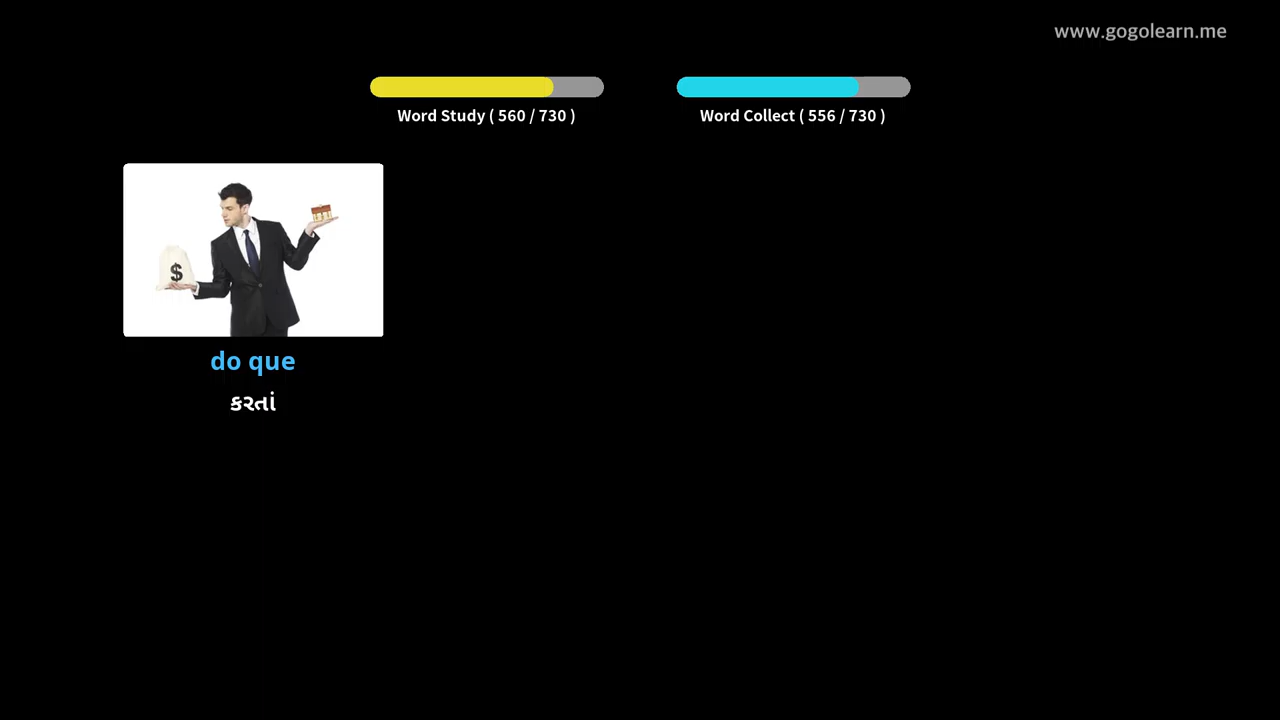 www.gogolearn.me
Word Study ( 560 / 730 )
Word Collect ( 556 / 730 )
$
do que
કરતાં